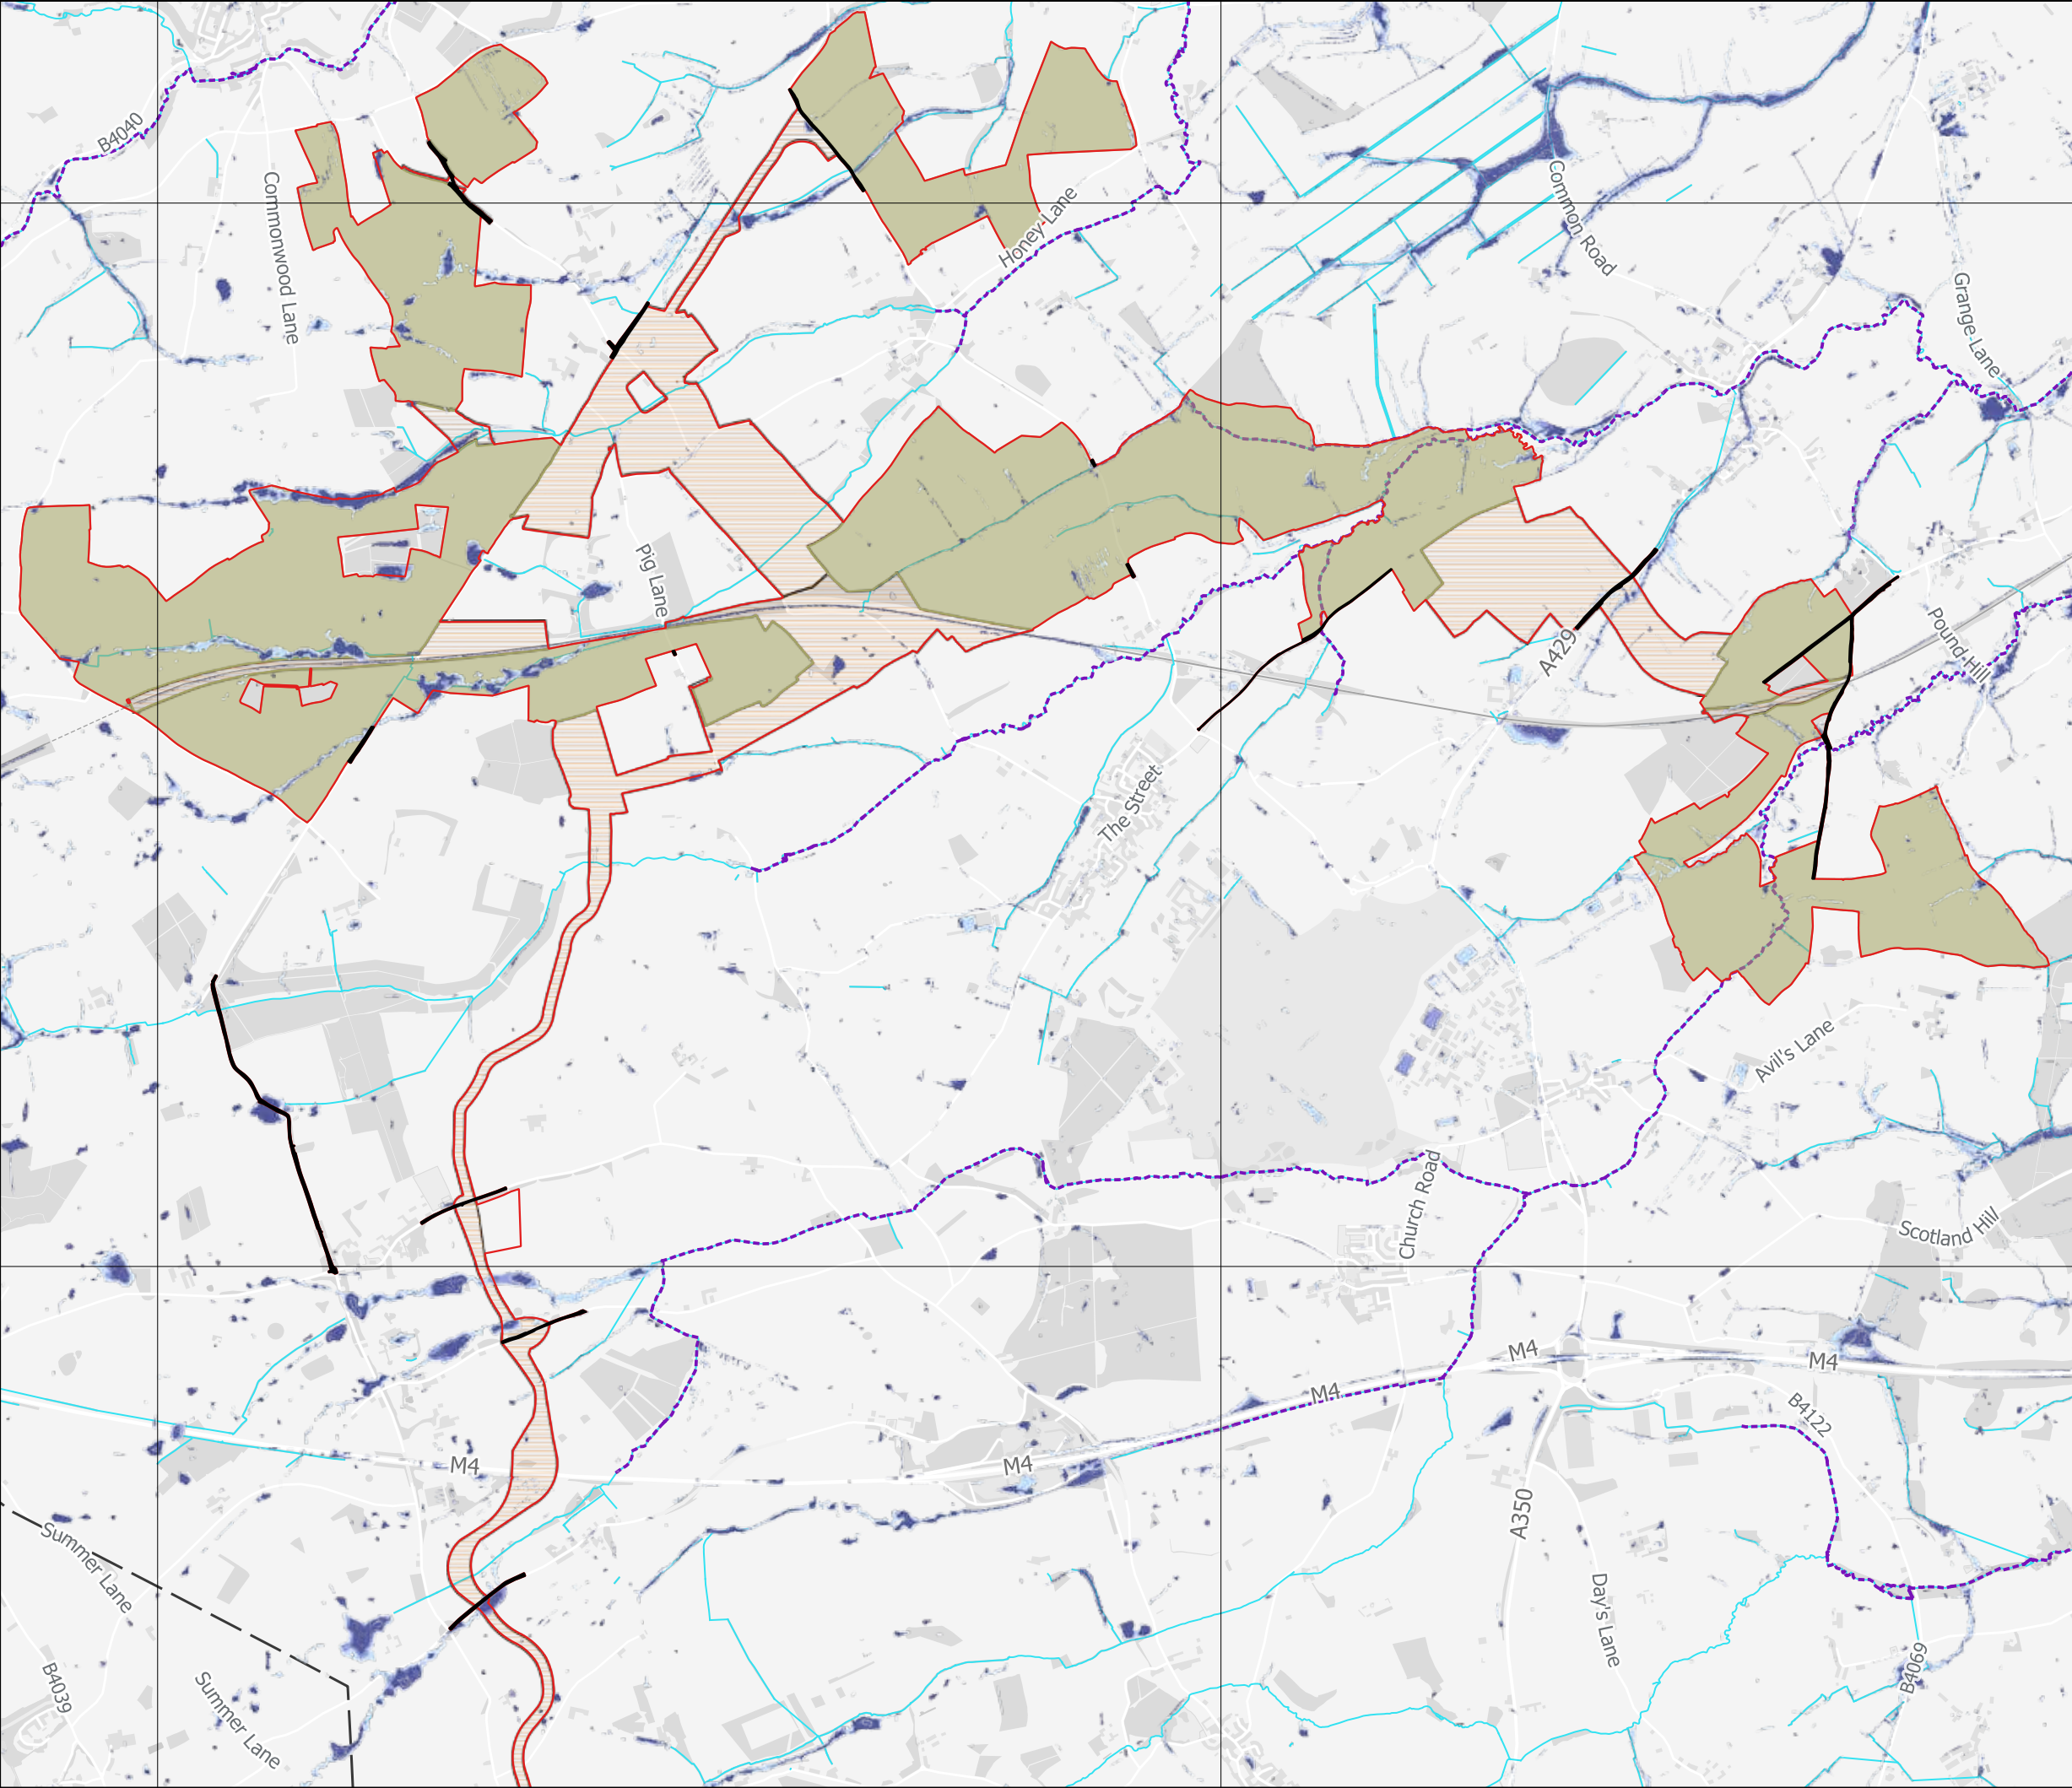 B4040
Commonwood Lane
Honey Lane
Common Road
Grange Lane
Pig Lane
A429
Pound Hill
The Street
Avil's Lane
Church Road
Scotland Hill
M4
M4
M4
B4122
M4
M4
A350
Summer Lane
Day's Lane
B4069
B4039
Summer Lane